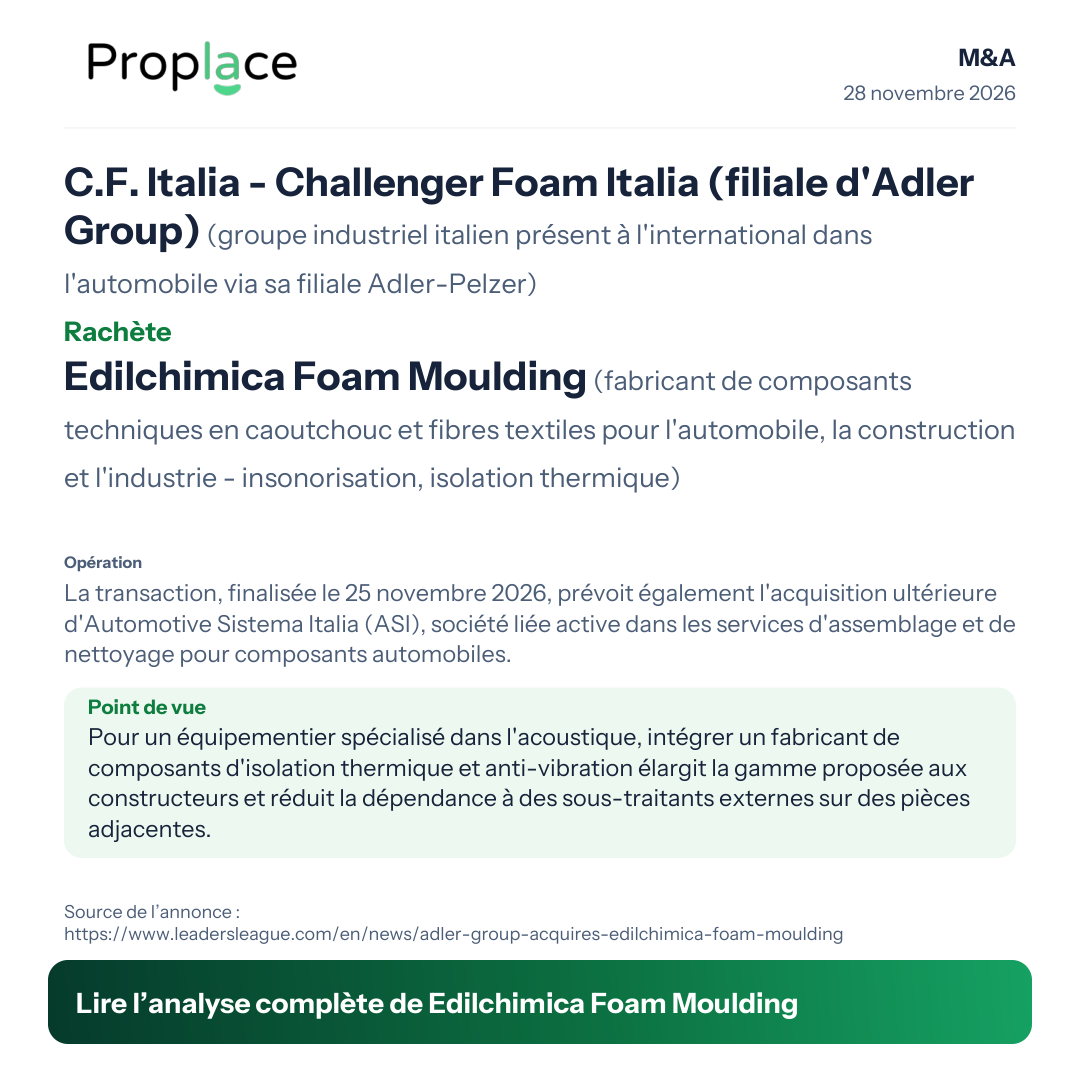 Proplace
M&A
28 novembre 2026
C.F. Italia - Challenger Foam Italia (filiale d'Adler
Group) (groupe industriel italien présent à l'international dans
l'automobile via sa filiale Adler-Pelzer)
Rachète
Edilchimica Foam Moulding (fabricant de composants
techniques en caoutchouc et fibres textiles pour l'automobile, la construction
et l'industrie - insonorisation, isolation thermique)
Opération
La transaction, finalisée le 25 novembre 2026, prévoit également l'acquisition ultérieure
d'Automotive Sistema Italia (ASI), société liée active dans les services d'assemblage et de
nettoyage pour composants automobiles.
Point de vue
Pour un équipementier spécialisé dans l'acoustique, intégrer un fabricant de
composants d'isolation thermique et anti-vibration élargit la gamme proposée aux
constructeurs et réduit la dépendance à des sous-traitants externes sur des pièces
adjacentes.
Source de l’annonce :
https://www.leadersleague.com/en/news/adler-group-acquires-edilchimica-foam-moulding
Lire l’analyse complète de Edilchimica Foam Moulding